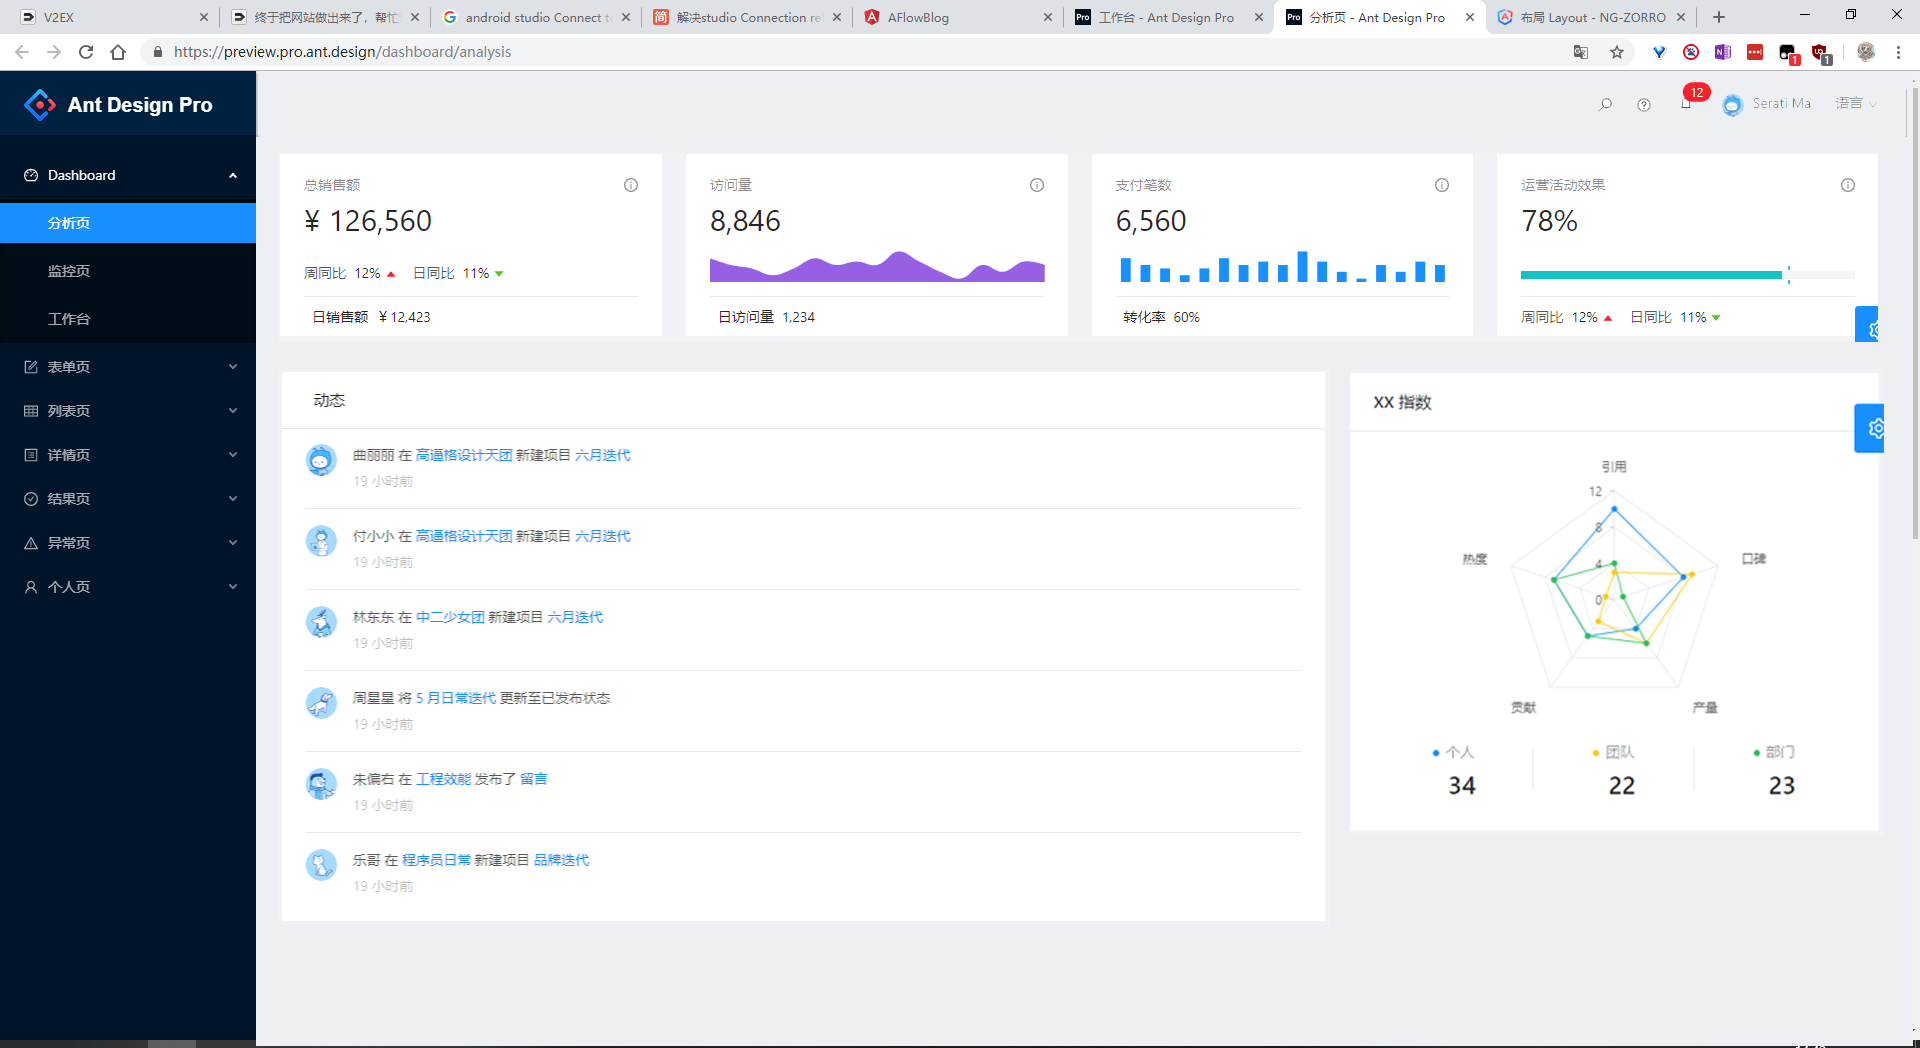 V2EX
终于把网站做出来了，帮忙
android studio Connect t
解决studio Connection re
AFlowBlog
工作台 - Ant Design Pro
分析页 - Ant Design Pro
布局 Layout - NG-ZORRO
https://preview.pro.ant.design/dashboard/analysis
1
1
Ant Design Pro
12
Serati Ma
语言
Dashboard
分析页
监控页
工作台
表单页
列表页
详情页
结果页
异常页
个人页
总销售额
¥ 126,560
周同比 12% 日同比 11%
日销售额 ¥ 12,423
访问量
8,846
日访问量 1,234
支付笔数
6,560
转化率 60%
运营活动效果
78%
周同比 12% 日同比 11%
动态
曲丽丽 在 高逼格设计天团 新建项目 六月迭代
19 小时前
付小小 在 高逼格设计天团 新建项目 六月迭代
19 小时前
林东东 在 中二少女团 新建项目 六月迭代
19 小时前
周星星 将 5 月日常迭代 更新至已发布状态
19 小时前
朱偏右 在 工程效能 发布了 留言
19 小时前
乐哥 在 程序员日常 新建项目 品牌迭代
19 小时前
XX 指数
引用
12
8
4
0
热度
口碑
贡献
产量
个人
34
团队
22
部门
23